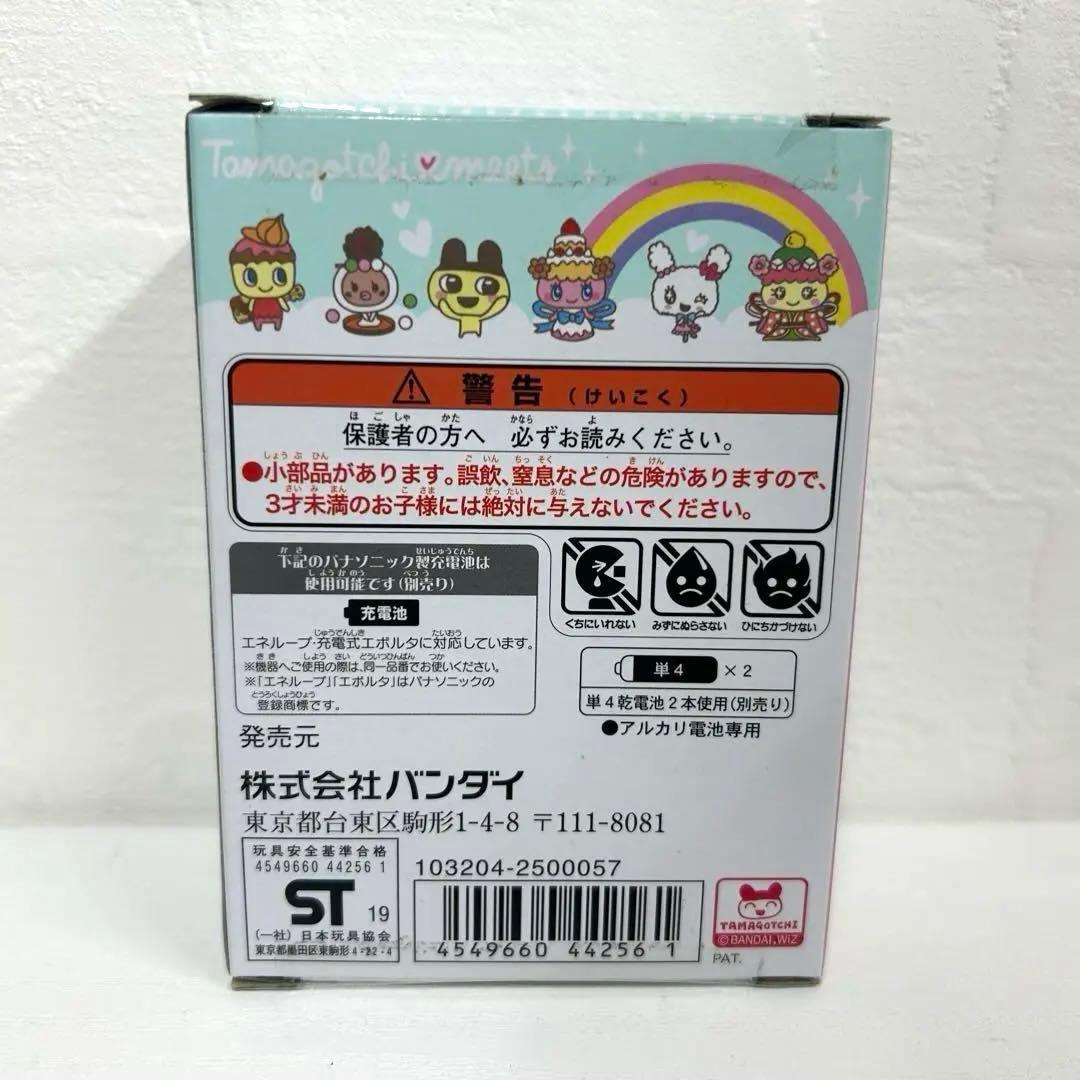 Tamagotchi♥meets
⚠ 警告 (けいこく)
保護者の方へ 必ずお読みください。
●小部品があります。誤飲、窒息などの危険がありますので、
3才未満のお子様には絶対に与えないでください。
下記のパナソニック製充電池は
使用可能です(別売り)
充電池
エネループ・充電式エボルタに対応しています。
※機器へご使用の際は、同一品番でお使いください。
※「エネループ」「エボルタ」はパナソニックの
登録商標です。
くちにいれない みずにぬらさない ひにちかづけない
単4 ×2
単4乾電池2本使用(別売り)
●アルカリ電池専用
発売元
株式会社バンダイ
東京都台東区駒形1-4-8 〒111-8081
玩具安全基準合格
4549660 44256 1
ST 19
(一社) 日本玩具協会
東京都墨田区東駒形4-22-4
103204-2500057
4549660 442561
TAMAGOTCHI
©BANDAI,WiZ
PAT.